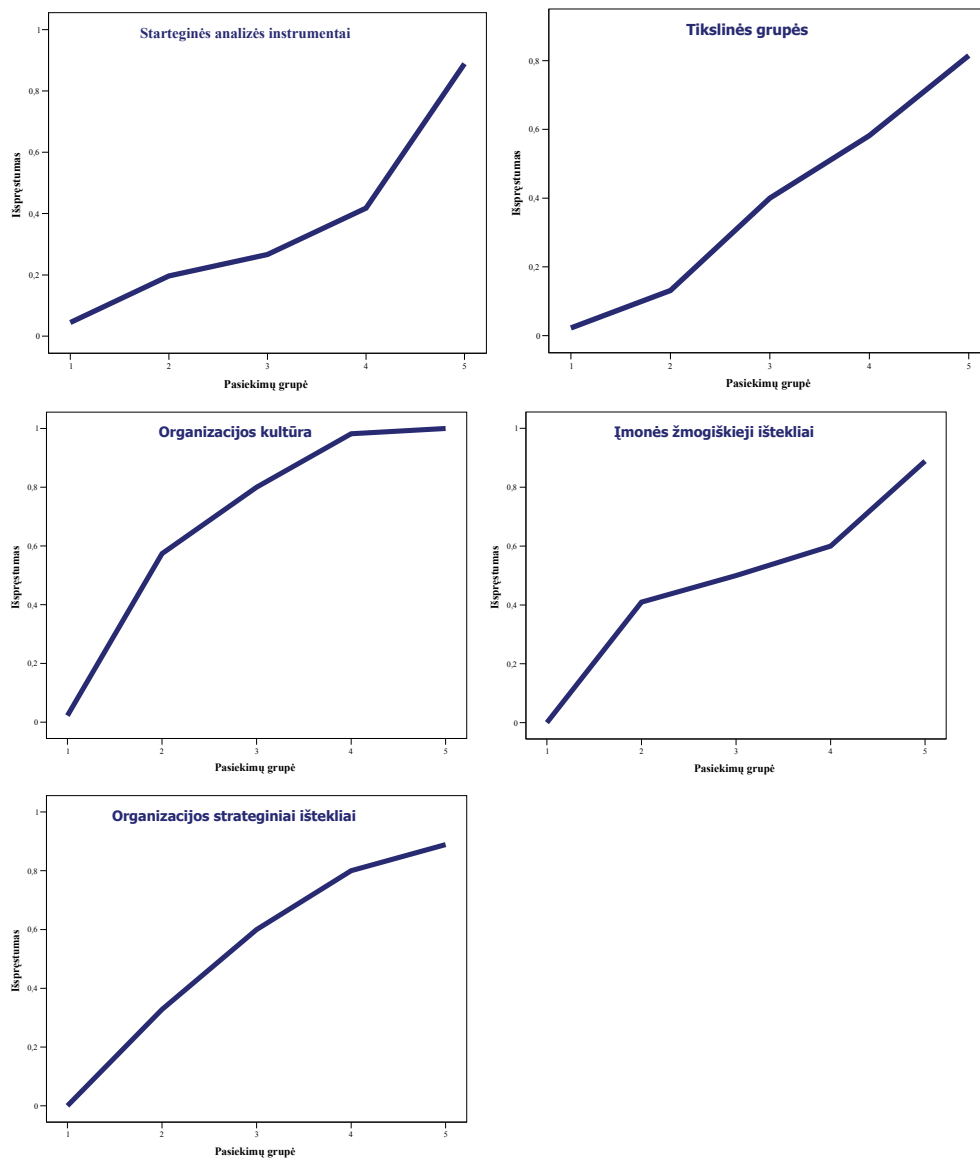 Starteginės analizės instrumentai
1
0,8
0,6
0,4
0,2
0
Išspręstumas
1 2 3 4 5
Pasiekimų grupė
Tikslinės grupės
0,8
0,6
0,4
0,2
0
Išspręstumas
1 2 3 4 5
Pasiekimų grupė
Organizacijos kultūra
1
0,8
0,6
0,4
0,2
0
Išspręstumas
1 2 3 4 5
Pasiekimų grupė
Įmonės žmogiškieji ištekliai
1
0,8
0,6
0,4
0,2
0
Išspręstumas
1 2 3 4 5
Pasiekimų grupė
Organizacijos strateginiai ištekliai
1
0,8
0,6
0,4
0,2
0
Išspręstumas
1 2 3 4 5
Pasiekimų grupė